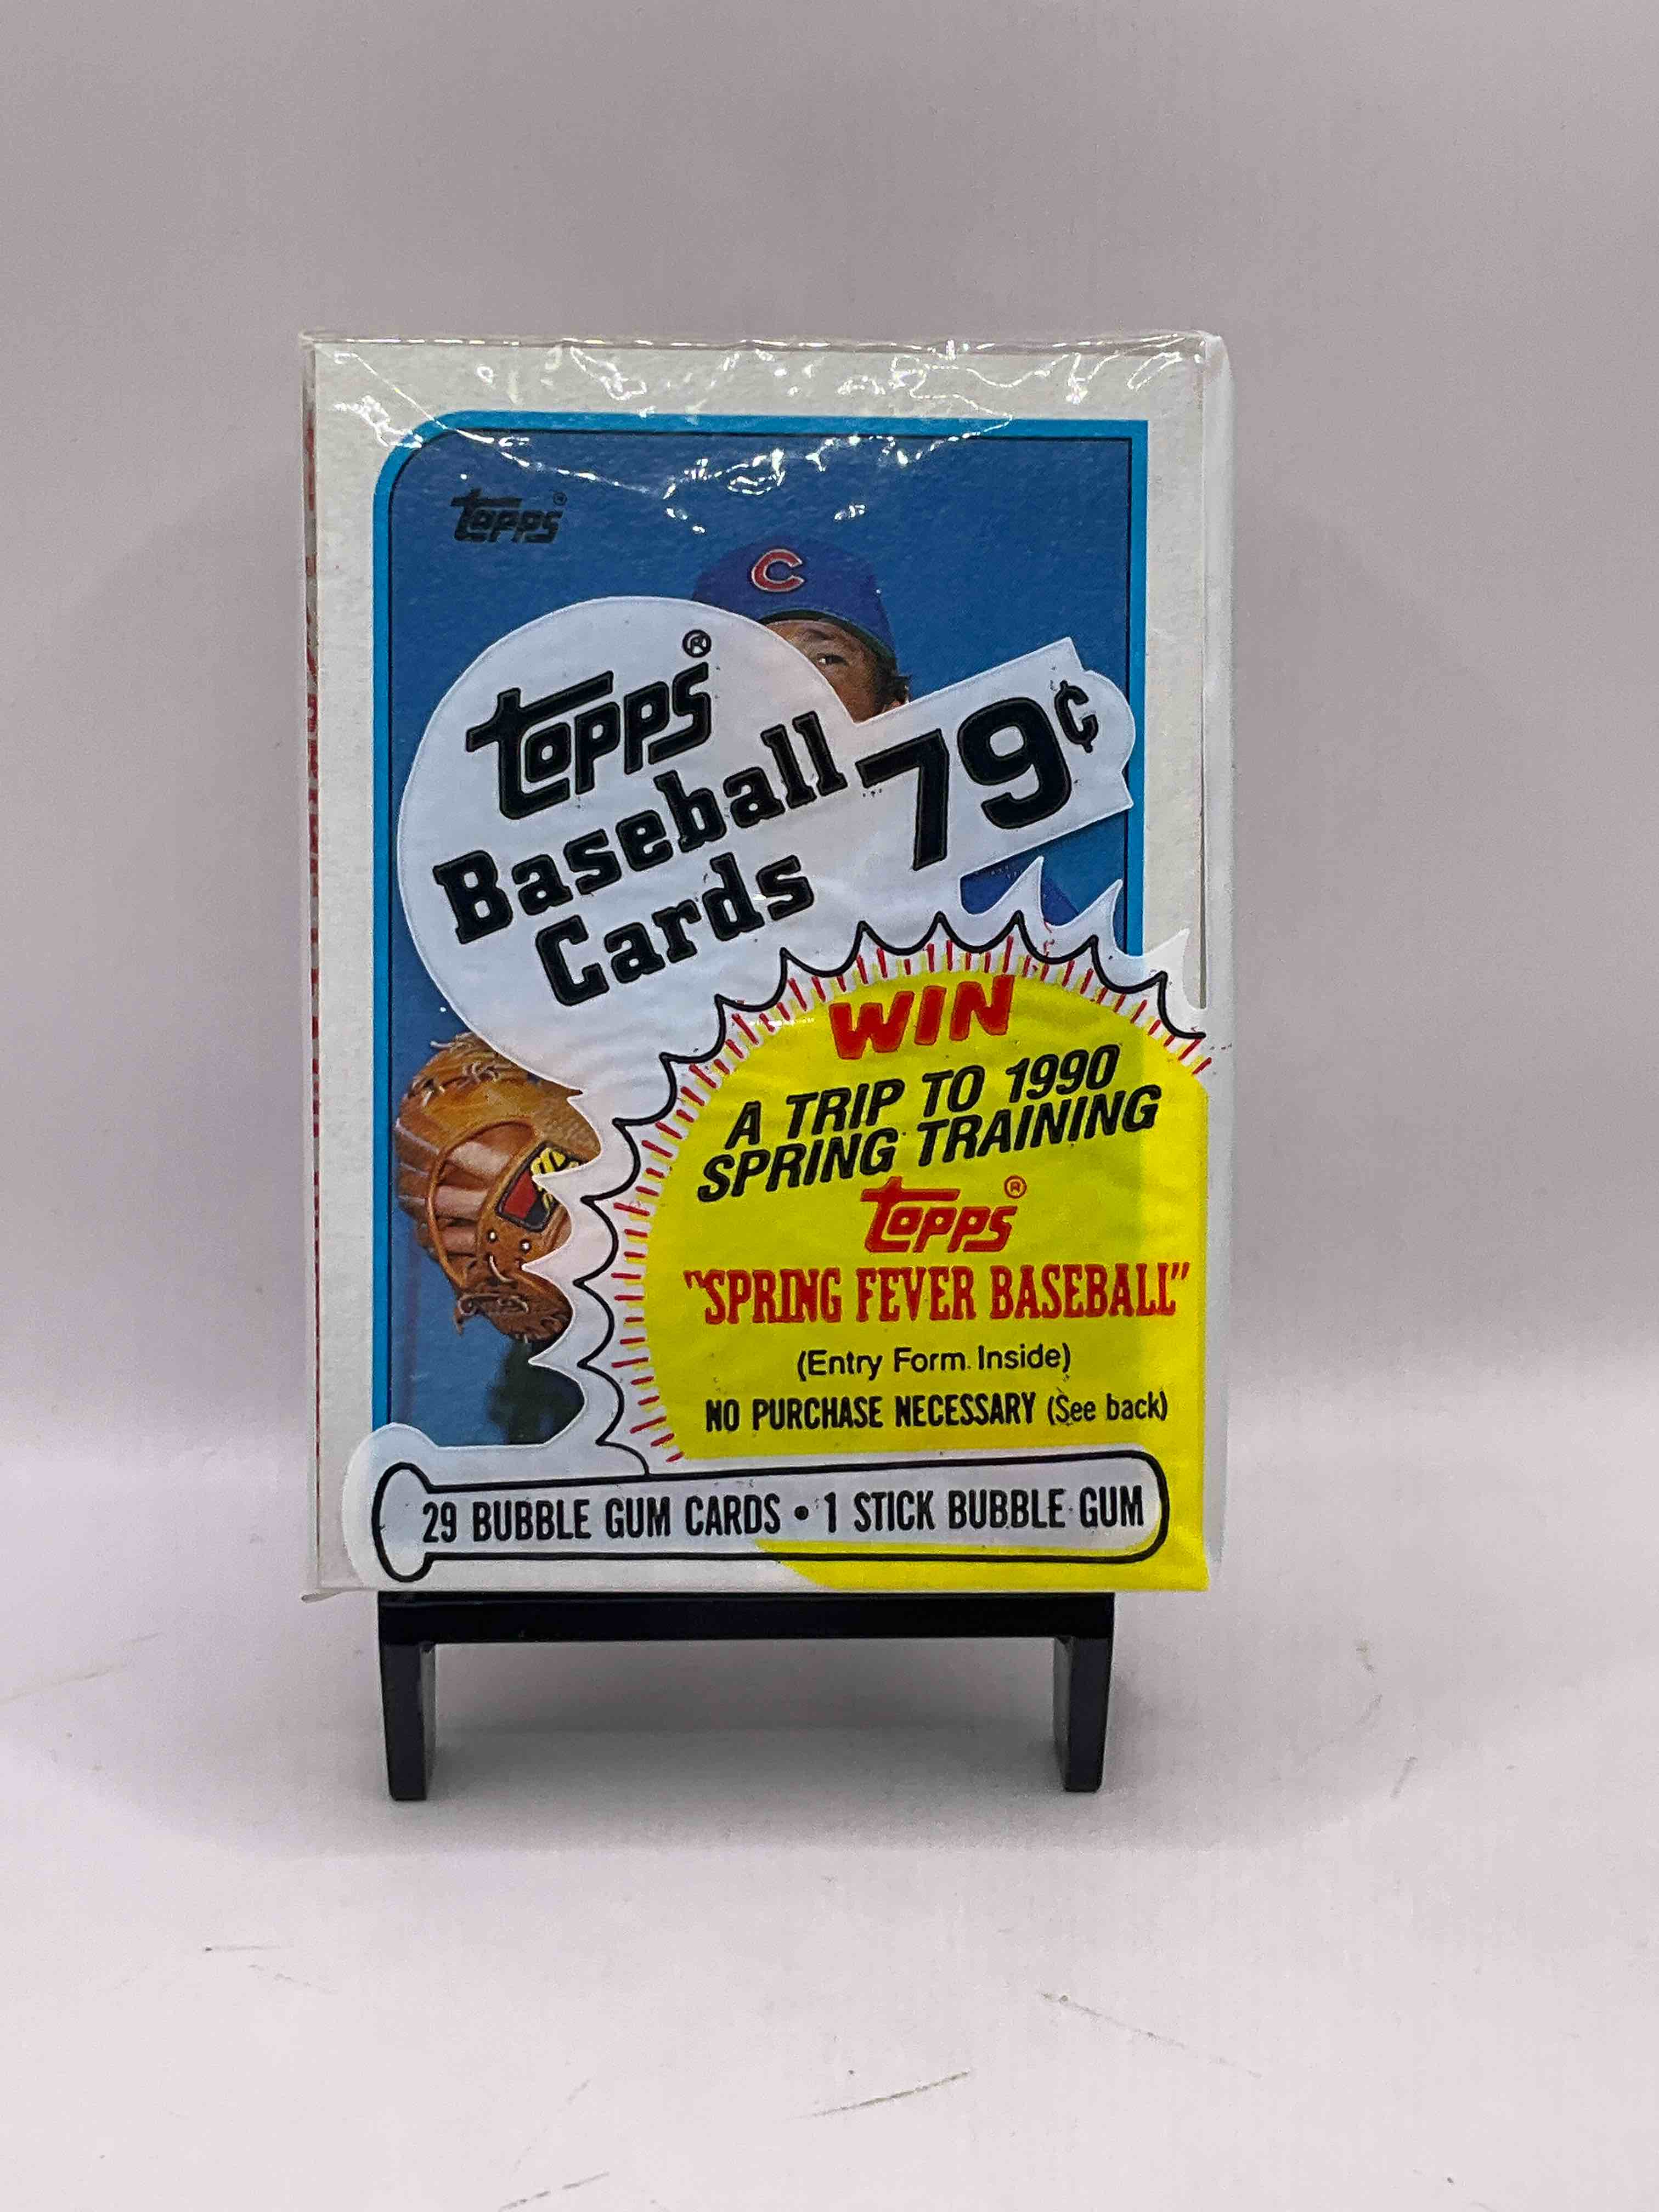 Topps®
C
Topps®
Baseball
Cards
79¢
WIN
A TRIP TO 1990
SPRING TRAINING
Topps®
"SPRING FEVER BASEBALL"
(Entry Form Inside)
NO PURCHASE NECESSARY (See back)
29 BUBBLE GUM CARDS • 1 STICK BUBBLE GUM